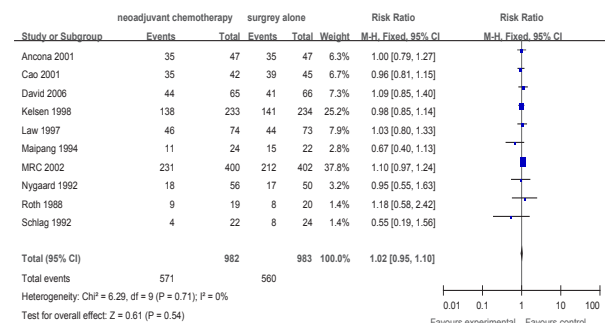 neoadjuvant chemotherapy surgrey alone Risk Ratio Risk Ratio
Study or Subgroup Events Total Events Total Weight M-H, Fixed, 95% CI M-H, Fixed, 95% CI
Ancona 2001 35 47 35 47 6.3% 1.00 [0.79, 1.27]
Cao 2001 35 42 39 45 6.7% 0.96 [0.81, 1.15]
David 2006 44 65 41 66 7.2% 1.09 [0.85, 1.40]
Kelsen 1998 138 233 141 234 25.2% 0.98 [0.85, 1.14]
Law 1997 46 74 44 73 7.9% 1.03 [0.80, 1.33]
Maipang 1994 11 24 15 22 2.8% 0.67 [0.40, 1.13]
MRC 2002 231 400 212 402 37.8% 1.10 [0.97, 1.24]
Nygaard 1992 18 56 17 50 3.2% 0.95 [0.55, 1.63]
Roth 1988 9 19 8 20 1.4% 1.18 [0.58, 2.42]
Schlag 1992 4 22 8 24 1.4% 0.55 [0.19, 1.56]
Total (95% CI) 982 983 100.0% 1.02 [0.95, 1.10]
Total events 571 560
Heterogeneity: Chi² = 6.29, df = 9 (P = 0.71); I² = 0%
0.01 0.1 1 10 100
Test for overall effect: Z = 0.61 (P = 0.54)
Favours experimental Favours control